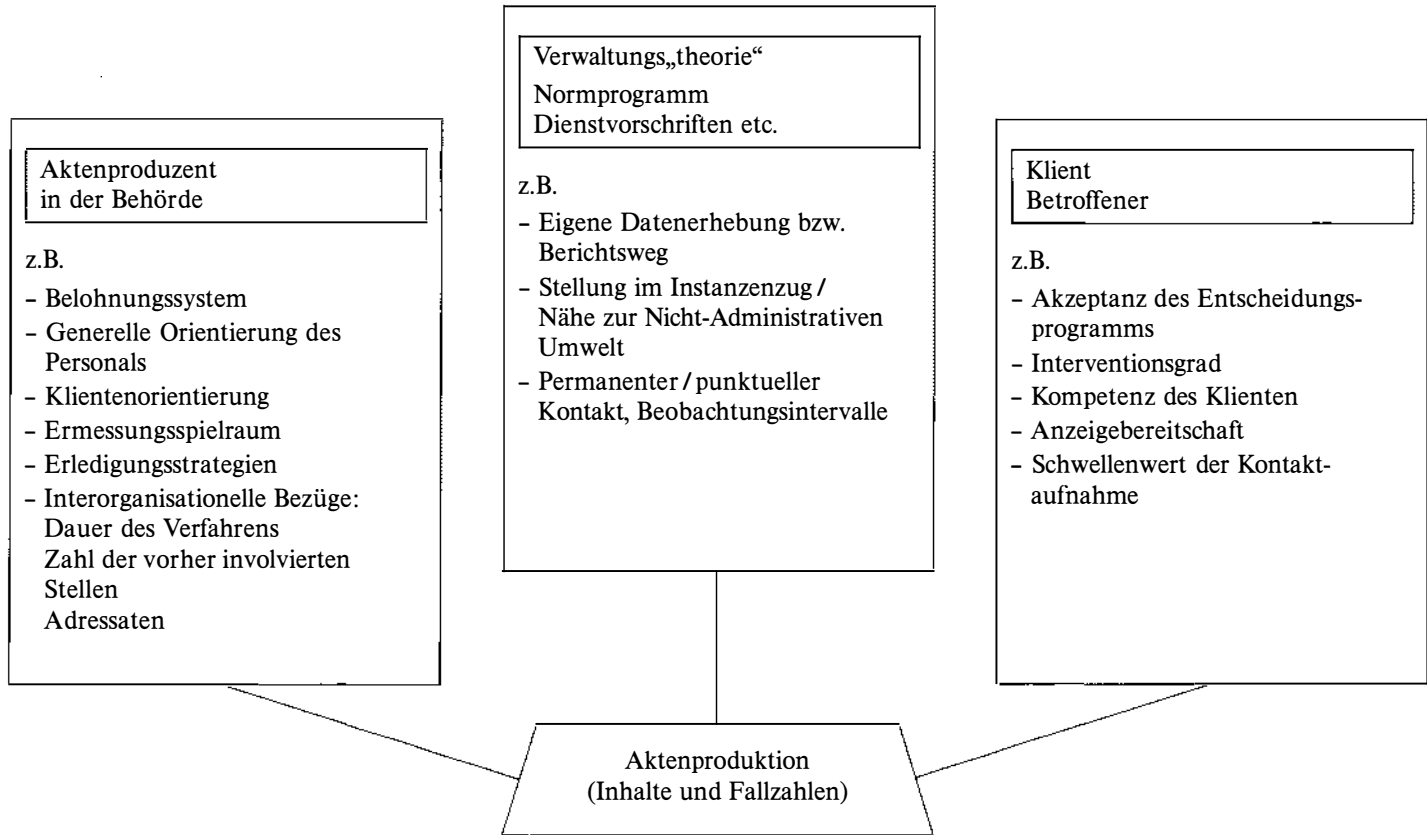 Aktenproduzent
in der Behörde
z.B.
– Belohnungssystem
– Generelle Orientierung des
Personals
– Klientenorientierung
– Ermessungsspielraum
– Erledigungsstrategien
– Interorganisationelle Bezüge:
Dauer des Verfahrens
Zahl der vorher involvierten
Stellen
Adressaten
Verwaltungs„theorie“
Normprogramm
Dienstvorschriften etc.
z.B.
– Eigene Datenerhebung bzw.
Berichtsweg
– Stellung im Instanzenzug /
Nähe zur Nicht-Administrativen
Umwelt
– Permanenter / punktueller
Kontakt, Beobachtungsintervalle
Klient
Betroffener
z.B.
– Akzeptanz des Entscheidungs-
programms
– Interventionsgrad
– Kompetenz des Klienten
– Anzeigebereitschaft
– Schwellenwert der Kontakt-
aufnahme
Aktenproduktion
(Inhalte und Fallzahlen)